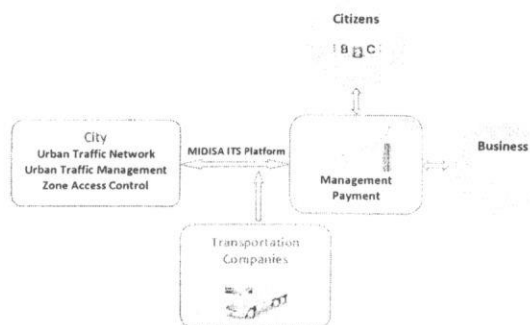 Citizens
B C
City
Urban Traffic Network
Urban Traffic Management
Zone Access Control
MIDISA ITS Platform
Management
Payment
Business
Transportation
Companies